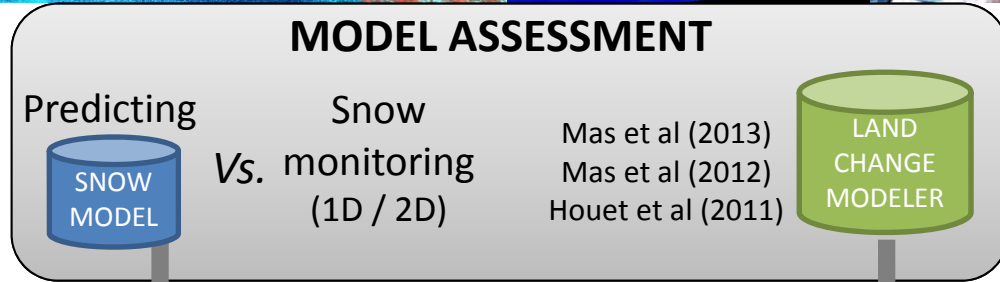 MODEL ASSESSMENT
Predicting
SNOW
MODEL
Vs.
Snow
monitoring
(1D / 2D)
Mas et al (2013)
Mas et al (2012)
Houet et al (2011)
LAND
CHANGE
MODELER